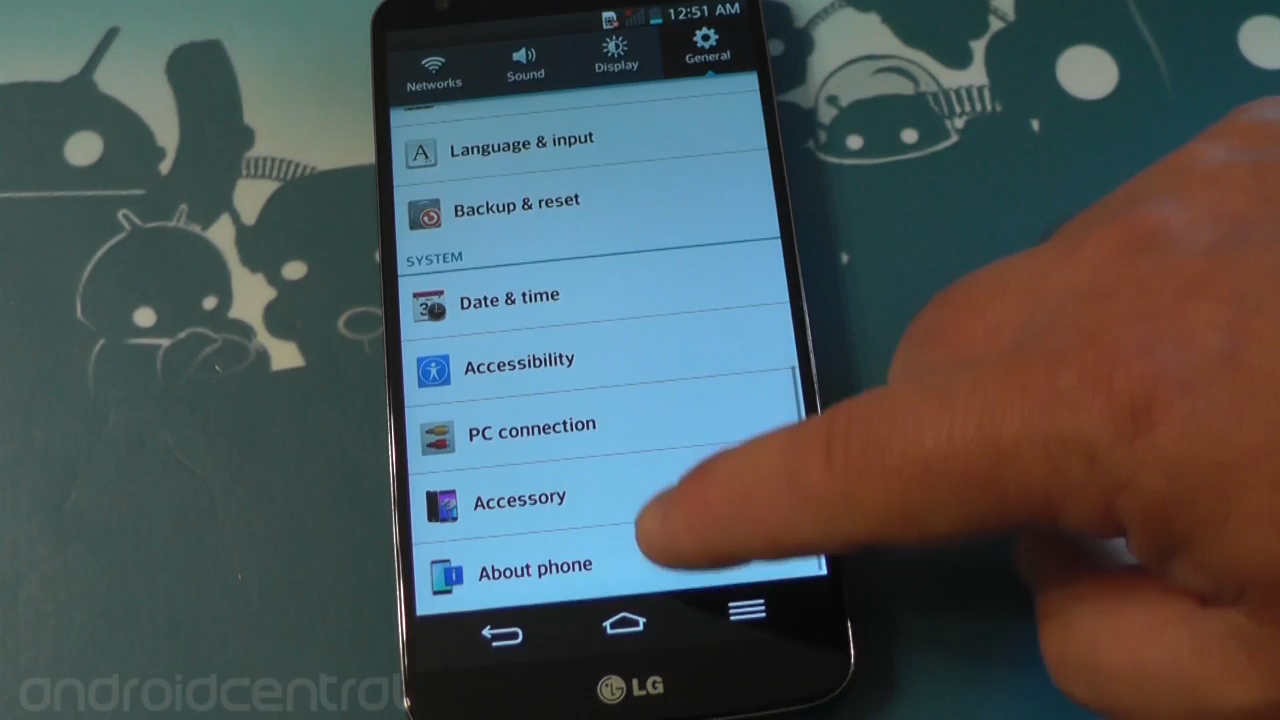 12:51 AM
Networks
Sound
Display
General
Language & input
Backup & reset
SYSTEM
Date & time
Accessibility
PC connection
Accessory
About phone
LG
androidcentral